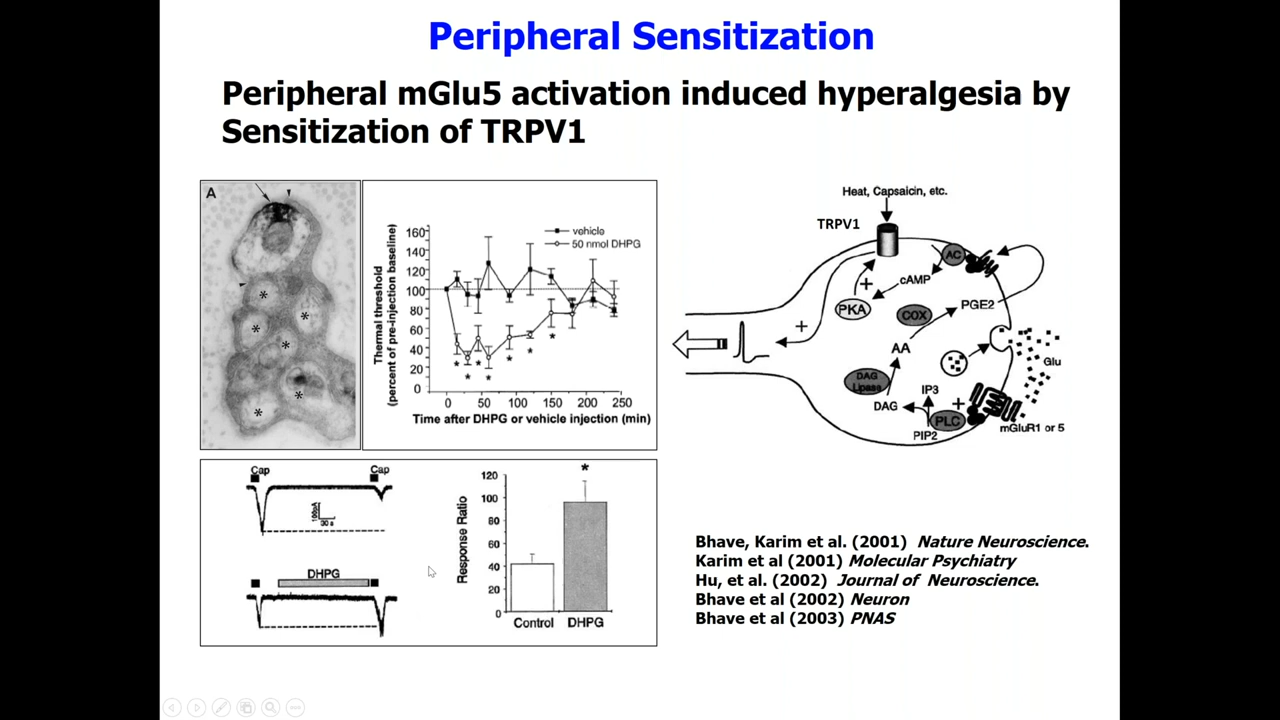 Peripheral Sensitization
Peripheral mGlu5 activation induced hyperalgesia by
Sensitization of TRPV1
A
*
*
*
*
*
*
Thermal threshold
(percent of pre-injection baseline)
160
140
120
100
80
60
40
20
0
vehicle
50 nmol DHPG
* * * * * * *
0 50 100 150 200 250
Time after DHPG or vehicle injection (min)
Heat, Capsaicin, etc.
TRPV1
AC
cAMP
+
PKA
COX
PGE2
+
AA
Glu
DAG
Lipase
IP3
DAG
+
PLC
mGluR1 or 5
PIP2
Cap Cap
100pA
30 s
DHPG
Response Ratio
120
100
80
60
40
20
0
*
Control DHPG
Bhave, Karim et al. (2001) Nature Neuroscience.
Karim et al (2001) Molecular Psychiatry
Hu, et al. (2002) Journal of Neuroscience.
Bhave et al (2002) Neuron
Bhave et al (2003) PNAS